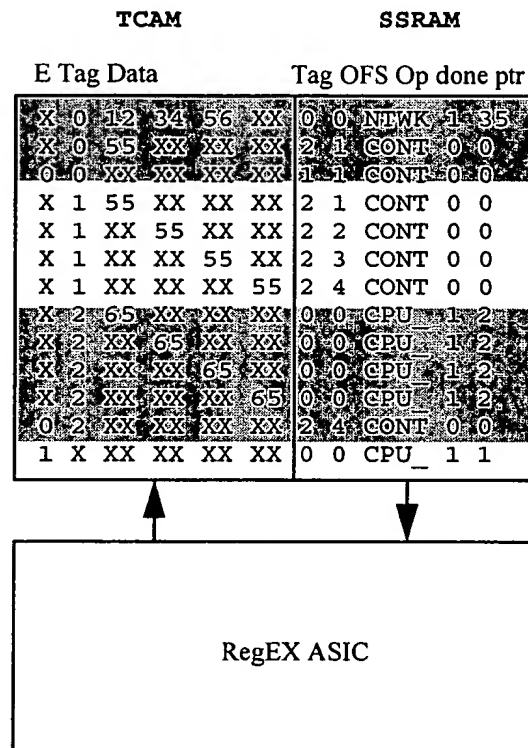 TCAM SSRAM
E Tag Data Tag OFS Op done ptr
X 0 12 34 56 XX 0 0 NTWK 1 35
X 0 55 XX XX XX 2 1 CONT 0 0
0 0 XX XX XX XX 1 1 CONT 0 0
X 1 55 XX XX XX 2 1 CONT 0 0
X 1 XX 55 XX XX 2 2 CONT 0 0
X 1 XX XX 55 XX 2 3 CONT 0 0
X 1 XX XX XX 55 2 4 CONT 0 0
X 2 65 XX XX XX 0 0 CPU_ 1 2
X 2 XX 65 XX XX 0 0 CPU_ 1 2
X 2 XX XX 65 XX 0 0 CPU_ 1 2
X 2 XX XX XX 65 0 0 CPU_ 1 2
0 2 XX XX XX XX 2 4 CONT 0 0
1 X XX XX XX XX 0 0 CPU_ 1 1
RegEX ASIC